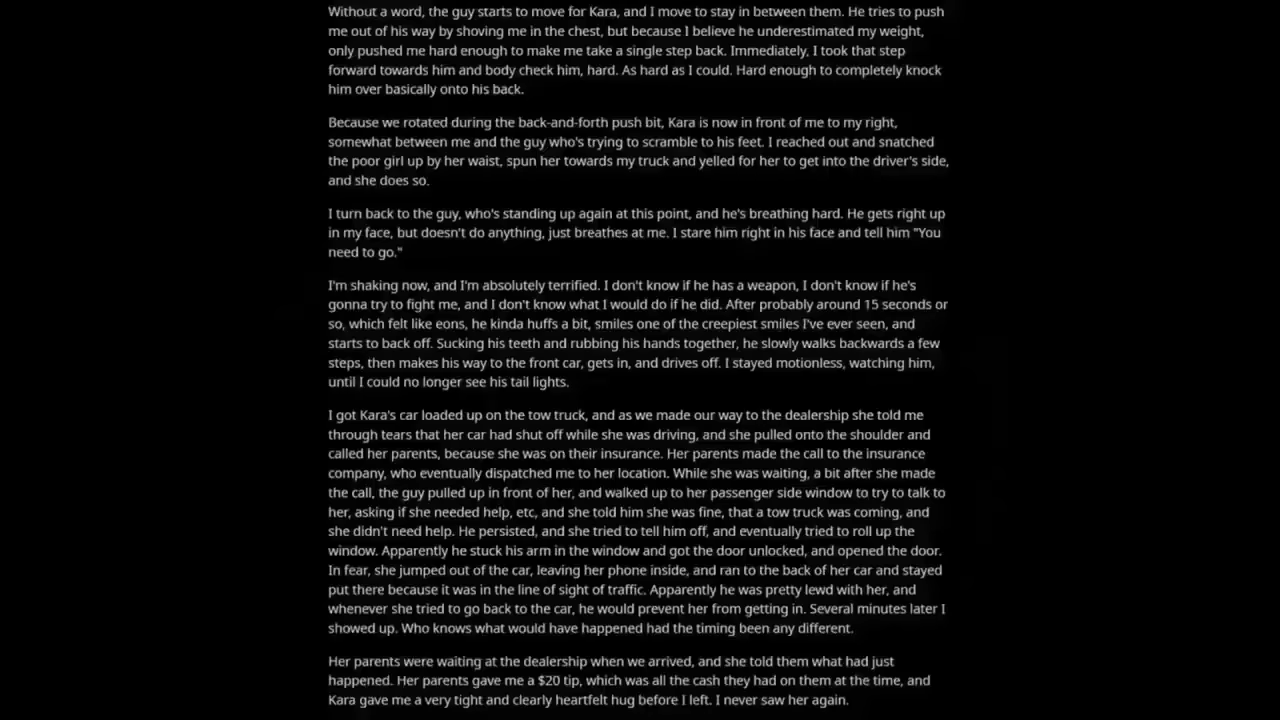 Without a word, the guy starts to move for Kara, and I move to stay in between them. He tries to push
me out of his way by shoving me in the chest, but because I believe he underestimated my weight,
only pushed me hard enough to make me take a single step back. Immediately, I took that step
forward towards him and body check him, hard. As hard as I could. Hard enough to completely knock
him over basically onto his back.
Because we rotated during the back-and-forth push bit, Kara is now in front of me to my right,
somewhat between me and the guy who's trying to scramble to his feet. I reached out and snatched
the poor girl up by her waist, spun her towards my truck and yelled for her to get into the driver's side,
and she does so.
I turn back to the guy, who's standing up again at this point, and he's breathing hard. He gets right up
in my face, but doesn't do anything, just breathes at me. I stare him right in his face and tell him "You
need to go."
I'm shaking now, and I'm absolutely terrified. I don't know if he has a weapon, I don't know if he's
gonna try to fight me, and I don't know what I would do if he did. After probably around 15 seconds or
so, which felt like eons, he kinda huffs a bit, smiles one of the creepiest smiles I've ever seen, and
starts to back off. Sucking his teeth and rubbing his hands together, he slowly walks backwards a few
steps, then makes his way to the front car, gets in, and drives off. I stayed motionless, watching him,
until I could no longer see his tail lights.
I got Kara's car loaded up on the tow truck, and as we made our way to the dealership she told me
through tears that her car had shut off while she was driving, and she pulled onto the shoulder and
called her parents, because she was on their insurance. Her parents made the call to the insurance
company, who eventually dispatched me to her location. While she was waiting, a bit after she made
the call, the guy pulled up in front of her, and walked up to her passenger side window to try to talk to
her, asking if she needed help, etc, and she told him she was fine, that a tow truck was coming, and
she didn't need help. He persisted, and she tried to tell him off, and eventually tried to roll up the
window. Apparently he stuck his arm in the window and got the door unlocked, and opened the door.
In fear, she jumped out of the car, leaving her phone inside, and ran to the back of her car and stayed
put there because it was in the line of sight of traffic. Apparently he was pretty lewd with her, and
whenever she tried to go back to the car, he would prevent her from getting in. Several minutes later I
showed up. Who knows what would have happened had the timing been any different.
Her parents were waiting at the dealership when we arrived, and she told them what had just
happened. Her parents gave me a $20 tip, which was all the cash they had on them at the time, and
Kara gave me a very tight and clearly heartfelt hug before I left. I never saw her again.